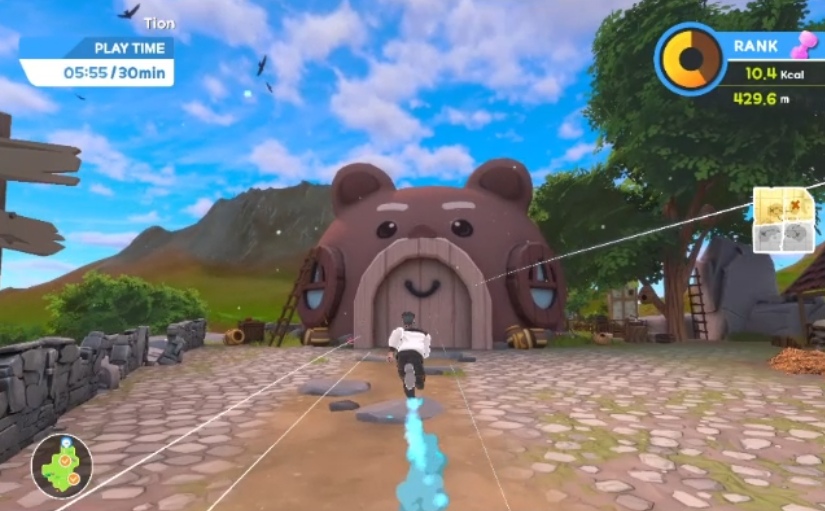 Tion
PLAY TIME
05:55/30min
RANK
10.4 Kcal
429.6 m